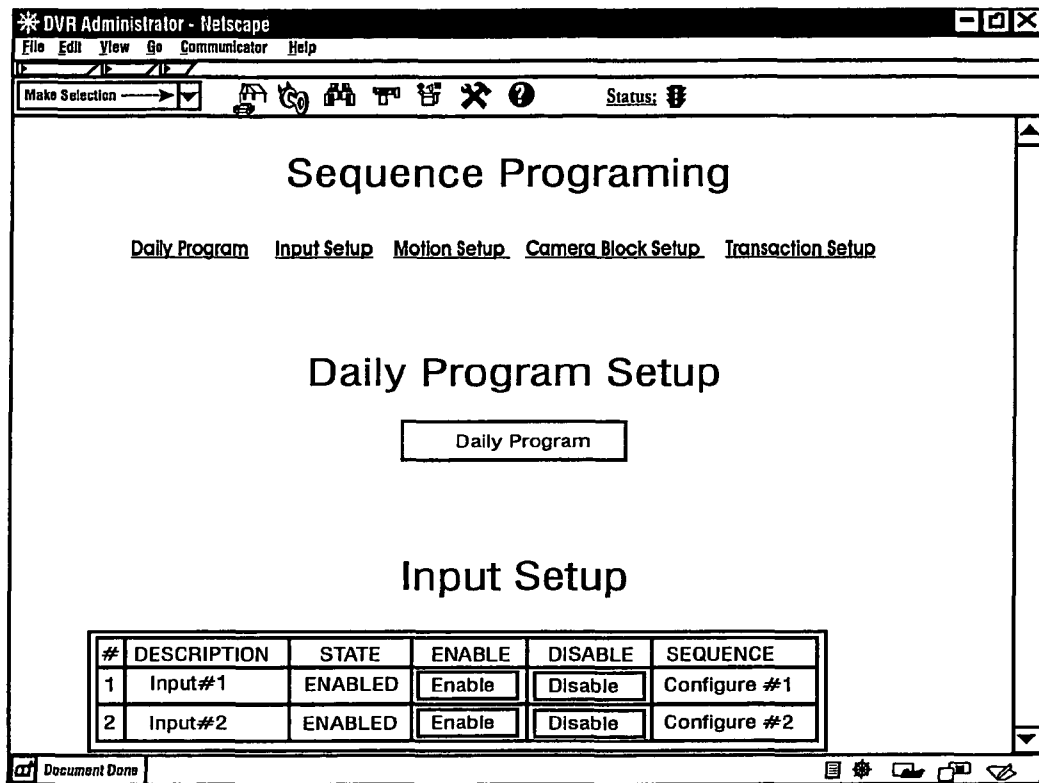 DVR Administrator - Netscape
File Edit View Go Communicator Help
Make Selection Status:
Sequence Programing
Daily Program Input Setup Motion Setup Camera Block Setup Transaction Setup
Daily Program Setup
Daily Program
Input Setup
# DESCRIPTION STATE ENABLE DISABLE SEQUENCE
1 Input#1 ENABLED Enable Disable Configure #1
2 Input#2 ENABLED Enable Disable Configure #2
Document Done